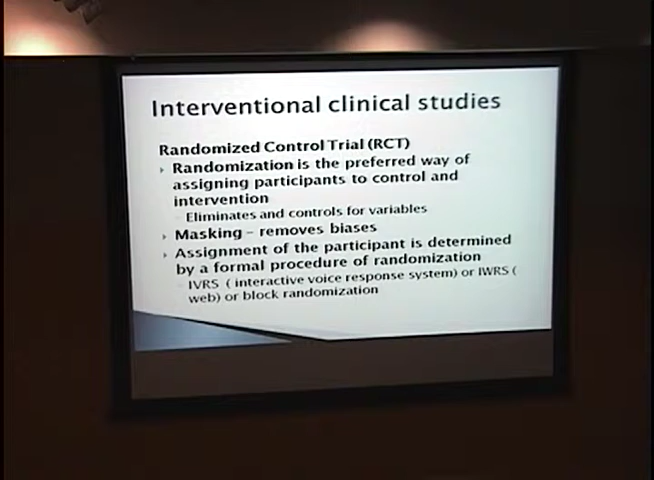 Interventional clinical studies
Randomized Control Trial (RCT)
Randomization is the preferred way of
assigning participants to control and
intervention
Eliminates and controls for variables
Masking – removes biases
Assignment of the participant is determined
by a formal procedure of randomization
IVRS ( interactive voice response system) or IWRS (
web) or block randomization